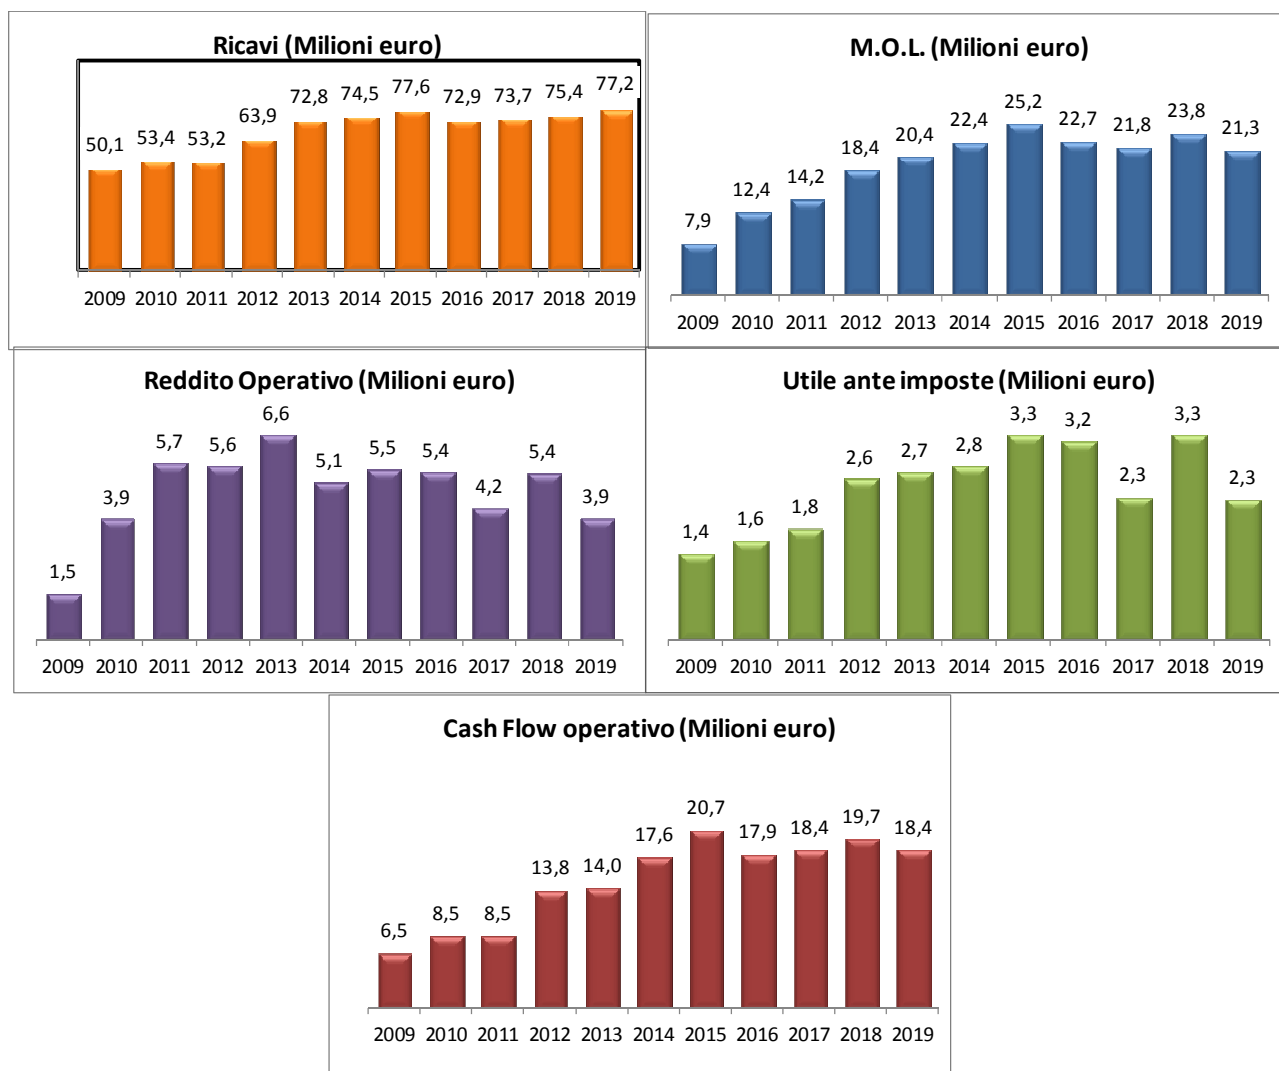 Ricavi (Milioni euro)
50,1 53,4 53,2 63,9 72,8 74,5 77,6 72,9 73,7 75,4 77,2
2009 2010 2011 2012 2013 2014 2015 2016 2017 2018 2019
M.O.L. (Milioni euro)
7,9 12,4 14,2 18,4 20,4 22,4 25,2 22,7 21,8 23,8 21,3
2009 2010 2011 2012 2013 2014 2015 2016 2017 2018 2019
Reddito Operativo (Milioni euro)
1,5 3,9 5,7 5,6 6,6 5,1 5,5 5,4 4,2 5,4 3,9
2009 2010 2011 2012 2013 2014 2015 2016 2017 2018 2019
Utile ante imposte (Milioni euro)
1,4 1,6 1,8 2,6 2,7 2,8 3,3 3,2 2,3 3,3 2,3
2009 2010 2011 2012 2013 2014 2015 2016 2017 2018 2019
Cash Flow operativo (Milioni euro)
6,5 8,5 8,5 13,8 14,0 17,6 20,7 17,9 18,4 19,7 18,4
2009 2010 2011 2012 2013 2014 2015 2016 2017 2018 2019